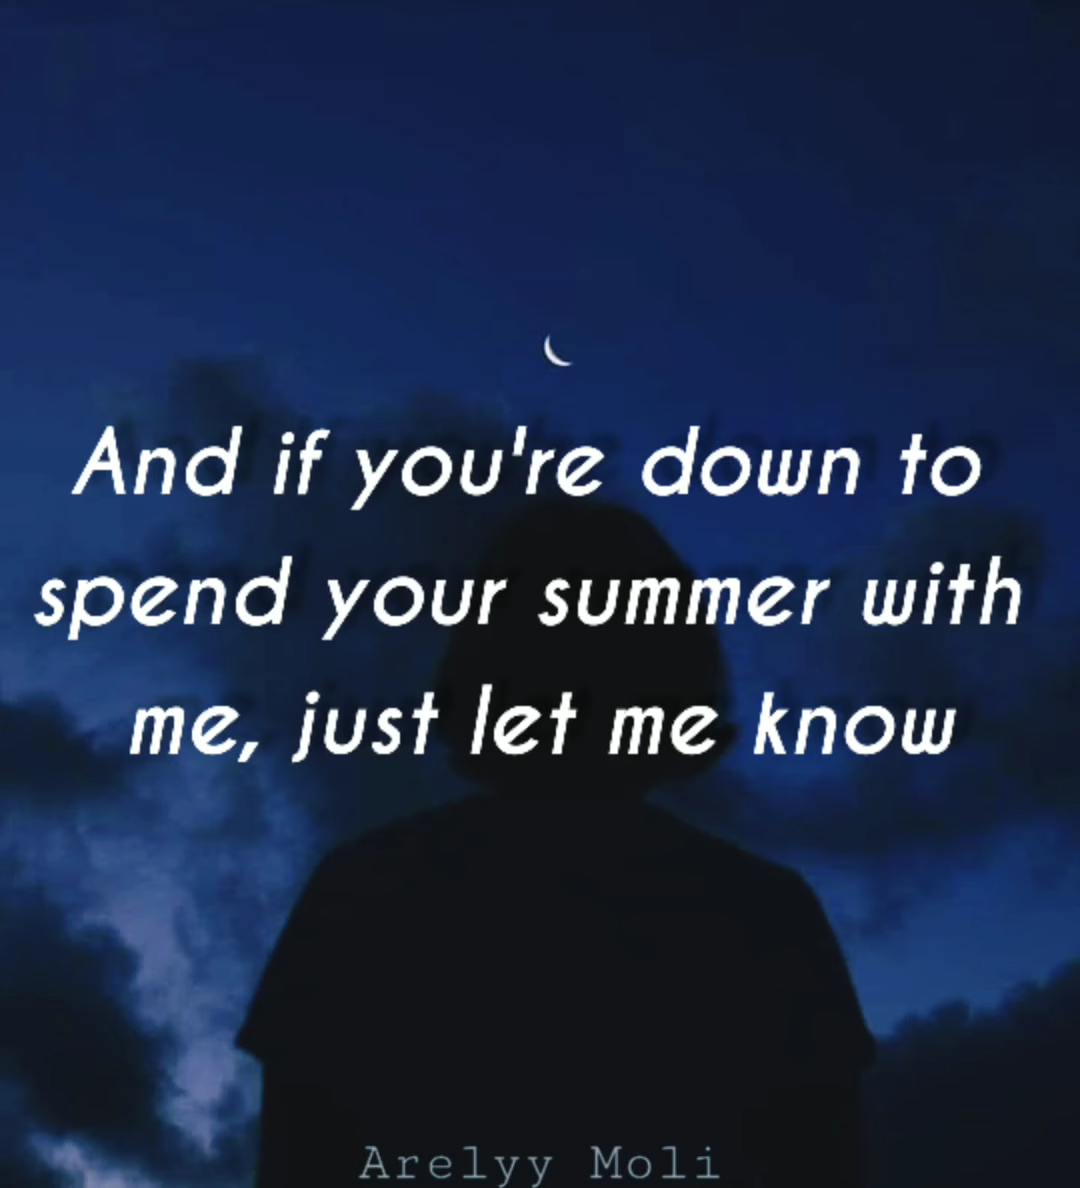 And if you're down to
spend your summer with
me, just let me know
Arelyy Moli